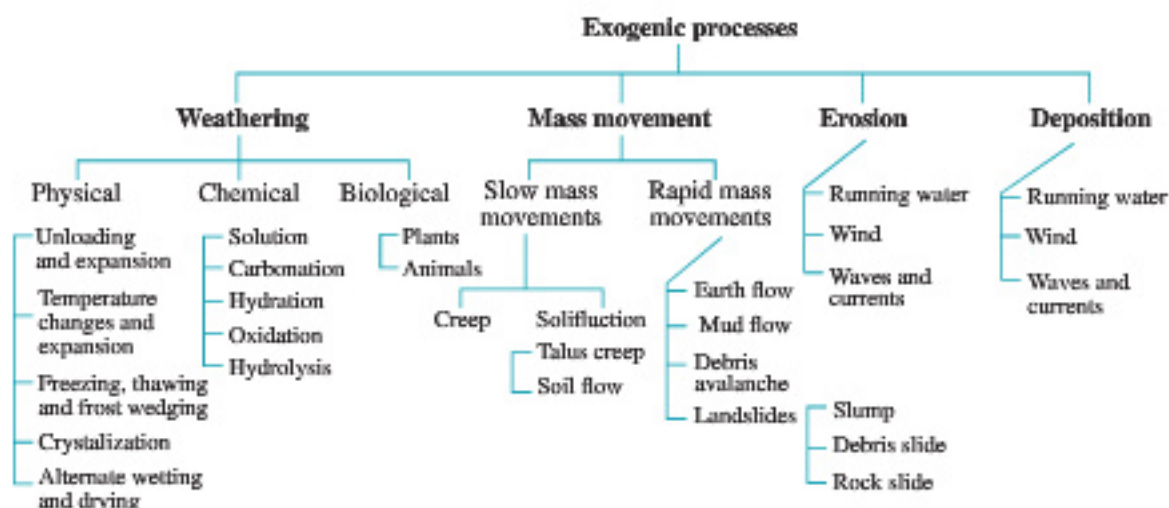 Exogenic processes
Weathering
Mass movement
Erosion
Deposition
Physical
Chemical
Biological
Slow mass
movements
Rapid mass
movements
Unloading
and expansion
Temperature
changes and
expansion
Freezing, thawing
and frost wedging
Crystalization
Alternate wetting
and drying
Solution
Carbonation
Hydration
Oxidation
Hydrolysis
Plants
Animals
Creep
Solifluction
Talus creep
Soil flow
Earth flow
Mud flow
Debris
avalanche
Landslides
Slump
Debris slide
Rock slide
Running water
Wind
Waves and
currents
Running water
Wind
Waves and
currents